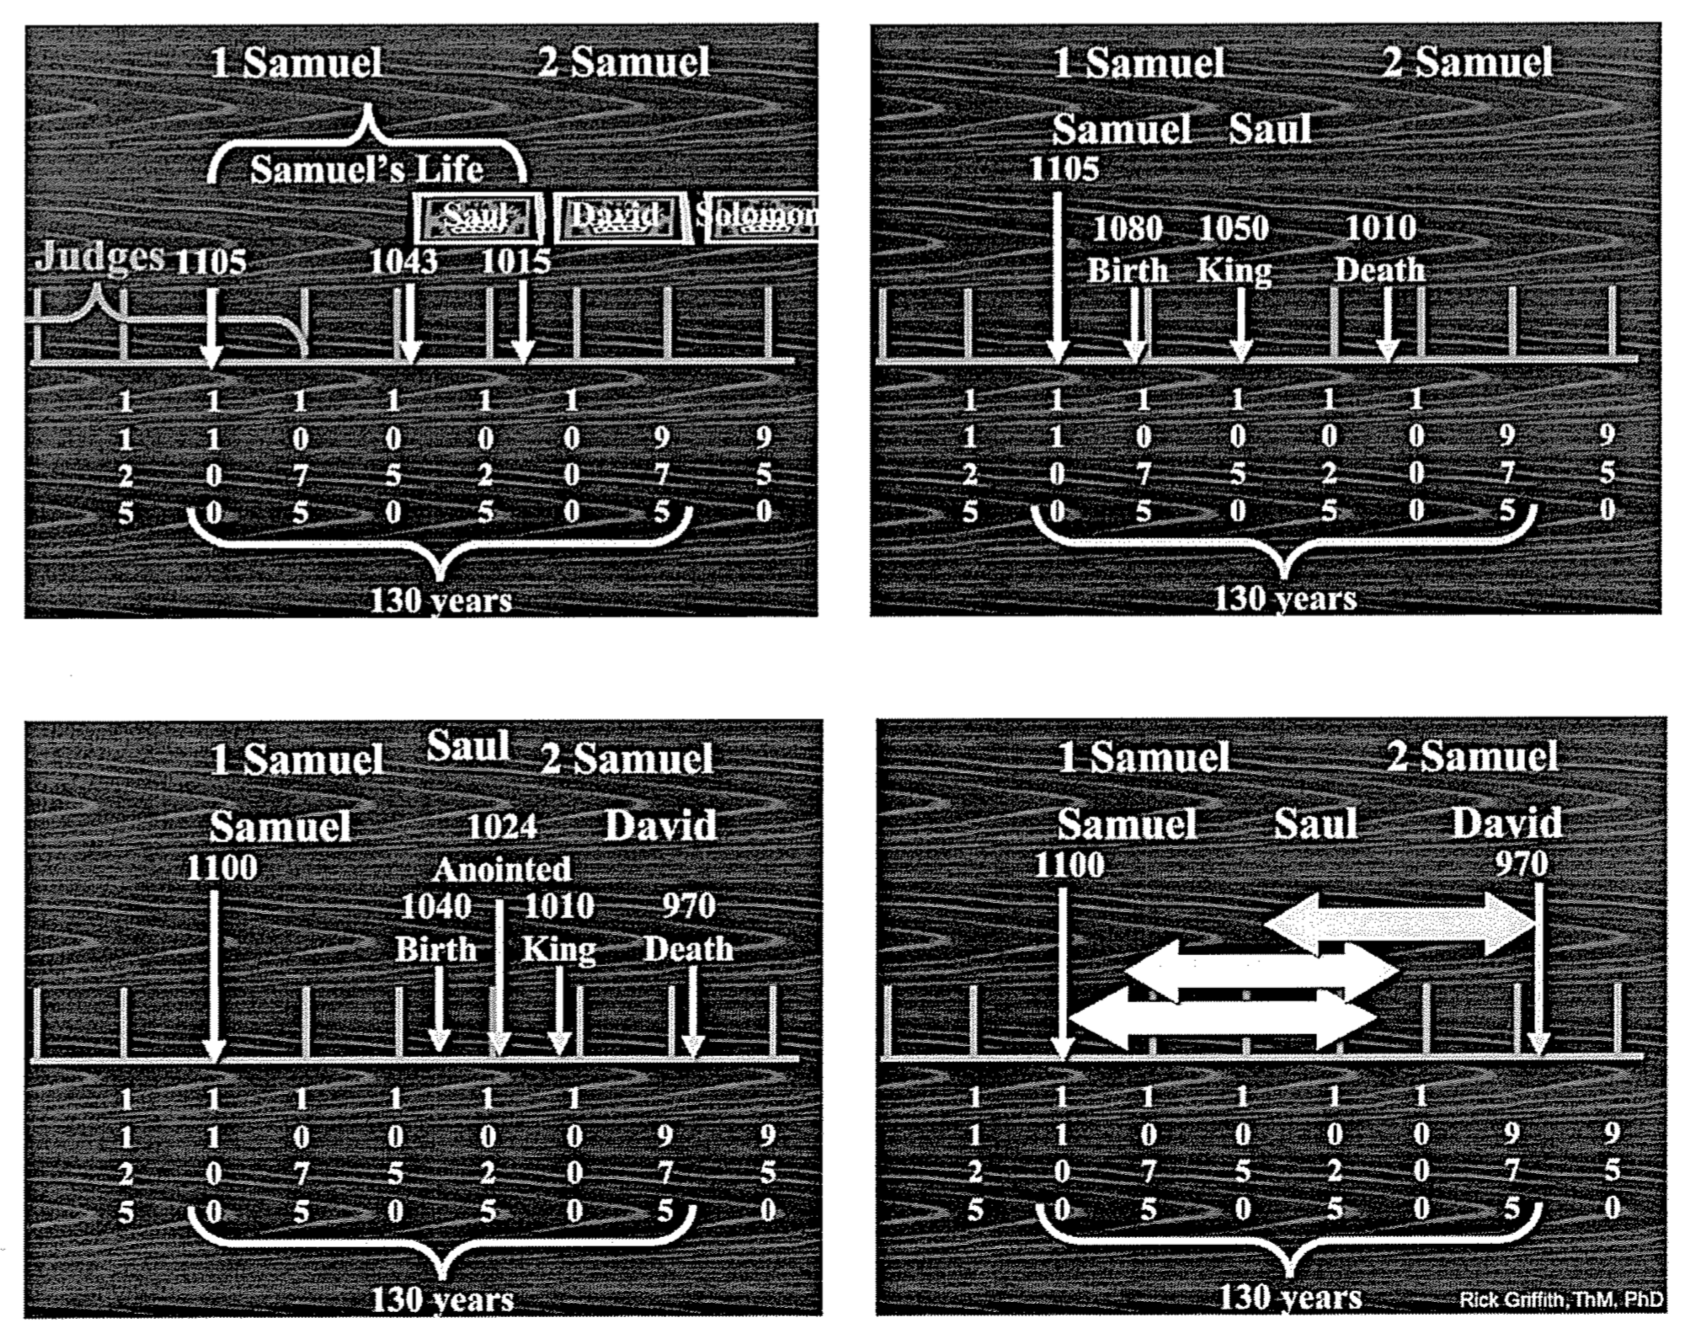 1 Samuel 2 Samuel
Samuel's Life
Saul David Solomon
Judges 1105 1043 1015
1 1 1 1 1 1
1 1 0 0 0 0 9 9
2 0 7 5 2 0 7 5
5 0 5 0 5 0 5 0
130 years
1 Samuel 2 Samuel
Samuel Saul
1105
1080 1050 1010
Birth King Death
1 1 1 1 1 1
1 1 0 0 0 0 9 9
2 0 7 5 2 0 7 5
5 0 5 0 5 0 5 0
130 years
1 Samuel Saul 2 Samuel
Samuel 1024 David
1100 Anointed
1040 1010 970
Birth King Death
1 1 1 1 1 1
1 1 0 0 0 0 9 9
2 0 7 5 2 0 7 5
5 0 5 0 5 0 5 0
130 years
1 Samuel 2 Samuel
Samuel Saul David
1100 970
1 1 1 1 1 1
1 1 0 0 0 0 9 9
2 0 7 5 2 0 7 5
5 0 5 0 5 0 5 0
130 years
Rick Griffith, ThM, PhD